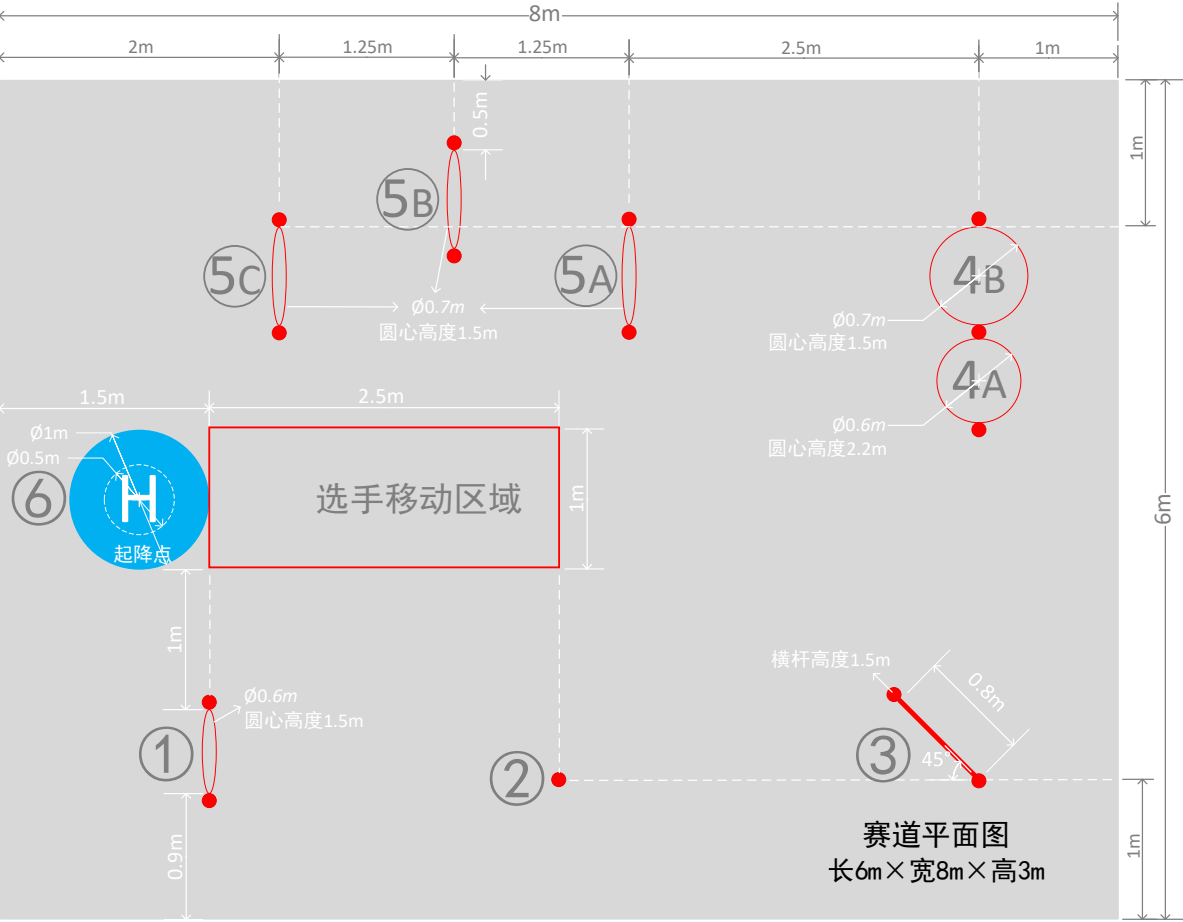 8m
2m
1.25m
1.25m
2.5m
1m
0.5m
1m
5B
5C
5A
4B
Ø0.7m
圆心高度1.5m
Ø0.7m
圆心高度1.5m
4A
1.5m
2.5m
Ø0.6m
圆心高度2.2m
Ø1m
Ø0.5m
⑥
H
起降点
选手移动区域
1m
6m
1m
横杆高度1.5m
0.8m
Ø0.6m
圆心高度1.5m
①
②
③
45°
0.9m
1m
赛道平面图
长6m×宽8m×高3m